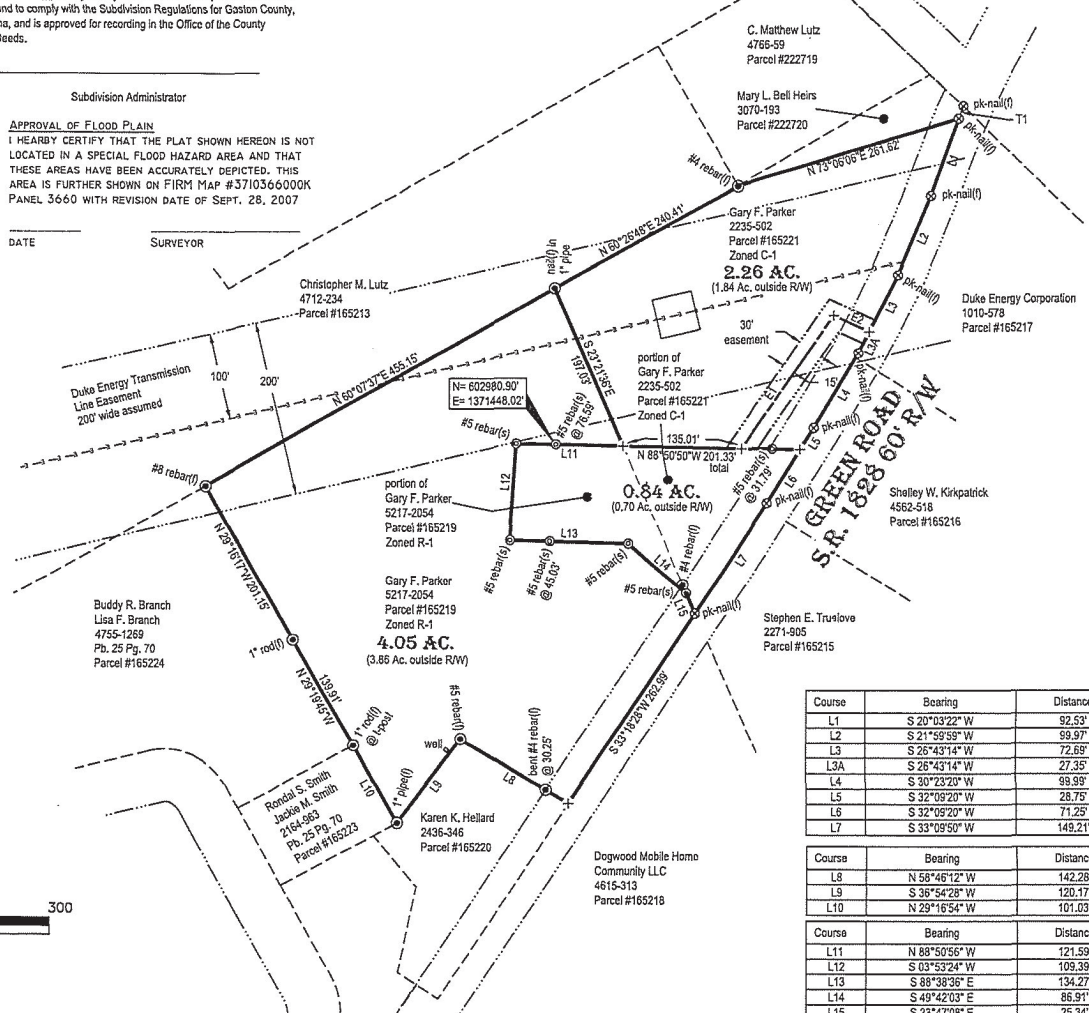 nd to comply with the Subdivision Regulations for Gaston County,
na, and is approved for recording in the Office of the County
Deeds.
Subdivision Administrator
APPROVAL OF FLOOD PLAIN
I HEARBY CERTIFY THAT THE PLAT SHOWN HEREON IS NOT
LOCATED IN A SPECIAL FLOOD HAZARD AREA AND THAT
THESE AREAS HAVE BEEN ACCURATELY DEPICTED. THIS
AREA IS FURTHER SHOWN ON FIRM MAP #3710366000K
PANEL 3660 WITH REVISION DATE OF SEPT. 28, 2007
DATE SURVEYOR
C. Matthew Lutz
4766-59
Parcel #222719
Mary L. Bell Heirs
3070-193
Parcel #222720
pk-nail(f)
T1
pk-nail(f)
N 73°06'06"E 261.62'
L1
#4 rebar(f)
pk-nail(f)
L2
Gary F. Parker
2235-502
Parcel #165221
Zoned C-1
2.26 AC.
(1.84 Ac. outside R/W)
N 60°26'48"E 240.41'
nail(f) in
1" pipe
Christopher M. Lutz
4712-234
Parcel #165213
pk-nail(f)
L3
Duke Energy Corporation
1010-578
Parcel #165217
E2
30'
easement
E1
15'
L3A
pk-nail(f)
L4
Duke Energy Transmission
Line Easement
200' wide assumed
100'
200'
N 60°07'37"E 455.15'
S 23°21'36"E
197.03'
portion of
Gary F. Parker
2235-502
Parcel #165221
Zoned C-1
N= 602980.90'
E= 1371448.02'
#5 rebar(s)
#5 rebar(s)
@ 76.59'
L11
135.01'
N 88°50'50"W 201.33'
total
#5 rebar(s)
@ 31.79'
L5
pk-nail(f)
L6
pk-nail(f)
GREEN ROAD
S.R. 1828 60' R/W
#8 rebar(f)
L12
portion of
Gary F. Parker
5217-2054
Parcel #165219
Zoned R-1
0.84 AC.
(0.70 Ac. outside R/W)
Shelley W. Kirkpatrick
4562-518
Parcel #165216
L13
#5 rebar(s)
#5 rebar(s)
@ 45.03'
#5 rebar(s)
L14
#4 rebar(f)
#5 rebar(s)
L15
L7
pk-nail(f)
N 29°16'17"W 201.15'
Gary F. Parker
5217-2054
Parcel #165219
Zoned R-1
4.05 AC.
(3.86 Ac. outside R/W)
Buddy R. Branch
Lisa F. Branch
4755-1269
Pb. 25 Pg. 70
Parcel #165224
Stephen E. Truelove
2271-905
Parcel #165215
1" rod(f)
139.91'
N 29°19'45"W
S 33°18'28"W 262.99'
1" rod(f)
@ t-post
#5 rebar(f)
well
L8
bent #4 rebar(f)
@ 30.25'
L9
L10
1" pipe(f)
Rondal S. Smith
Jackie M. Smith
2164-963
Pb. 25 Pg. 70
Parcel #165223
Karen K. Hellard
2436-346
Parcel #165220
Dogwood Mobile Home
Community LLC
4615-313
Parcel #165218
300
Course Bearing Distance
L1 S 20°03'22" W 92.53'
L2 S 21°59'59" W 99.97'
L3 S 26°43'14" W 72.69'
L3A S 26°43'14" W 27.35'
L4 S 30°23'20" W 99.99'
L5 S 32°09'20" W 28.75'
L6 S 32°09'20" W 71.25'
L7 S 33°09'50" W 149.21'
Course Bearing Distance
L8 N 58°46'12" W 142.28
L9 S 36°54'28" W 120.17
L10 N 29°16'54" W 101.03
Course Bearing Distance
L11 N 88°50'56" W 121.59
L12 S 03°53'24" W 109.39
L13 S 88°38'36" E 134.27
L14 S 49°42'03" E 86.91'
L15 S 23°47'08" E 25.34'